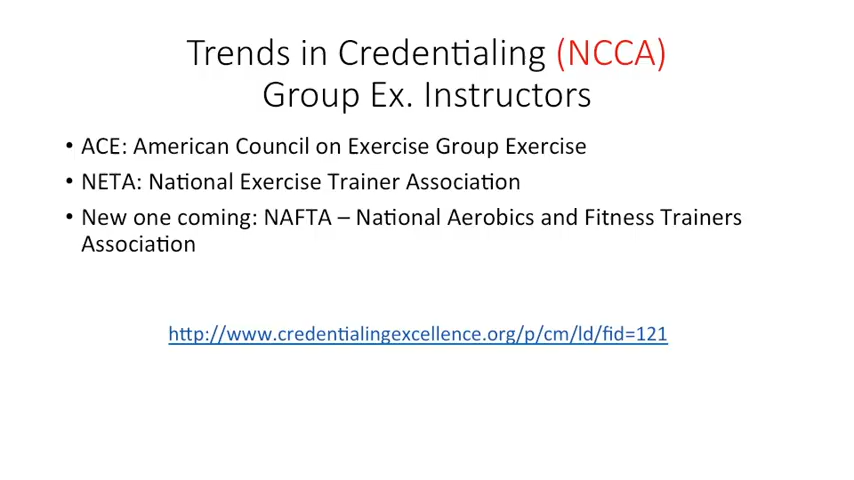 Trends in Credentialing (NCCA)
Group Ex. Instructors
• ACE: American Council on Exercise Group Exercise
• NETA: National Exercise Trainer Association
• New one coming: NAFTA – National Aerobics and Fitness Trainers
Association
http://www.credentialingexcellence.org/p/cm/ld/fid=121